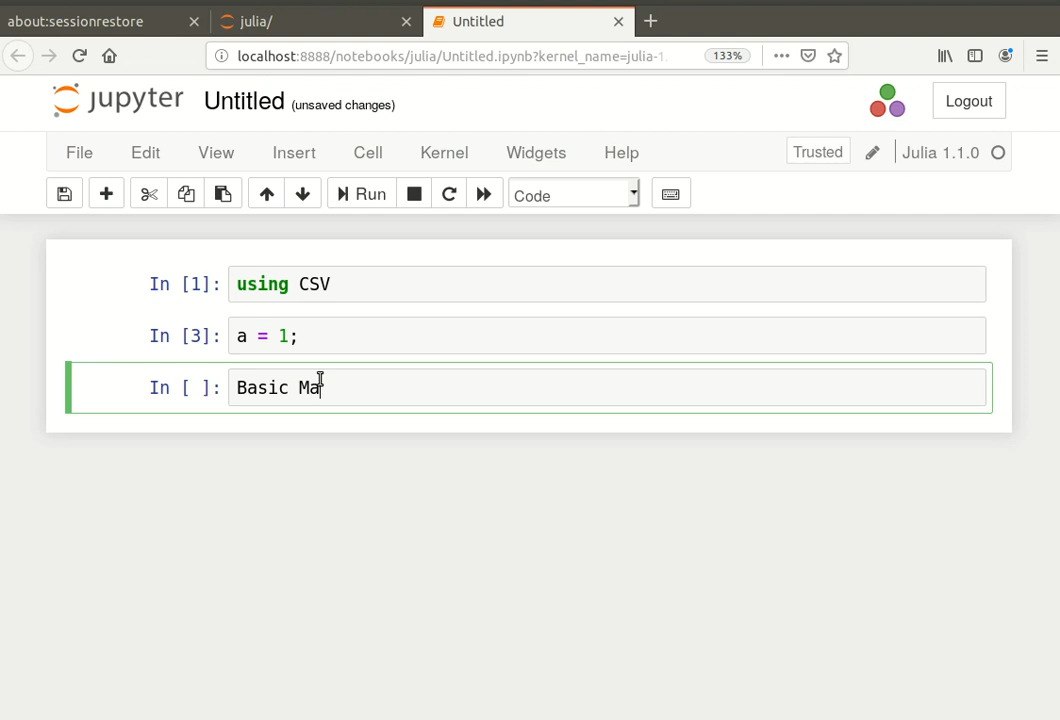 about:sessionrestore
julia/
Untitled
localhost:8888/notebooks/julia/Untitled.ipynb?kernel_name=julia-1.
133%
jupyter Untitled (unsaved changes)
Logout
File Edit View Insert Cell Kernel Widgets Help
Trusted
Julia 1.1.0
Run
Code
In [1]: using CSV
In [3]: a = 1;
In [ ]: Basic Ma